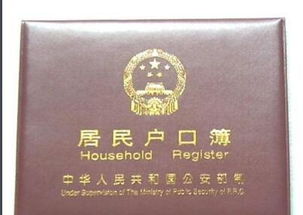 居民户口簿
Household Register
中华人民共和国公安部制
Under Supervision of The Ministry of Public Security of P.R.C.